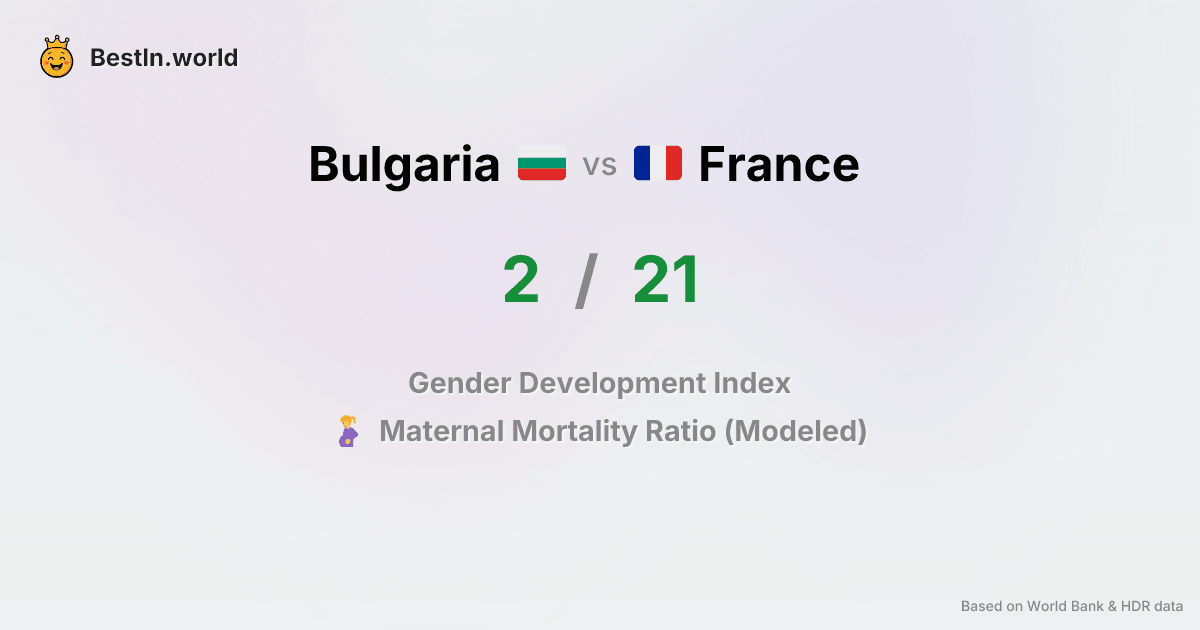 BestIn.world
Bulgaria vs France
2 / 21
Gender Development Index
Maternal Mortality Ratio (Modeled)
Based on World Bank & HDR data